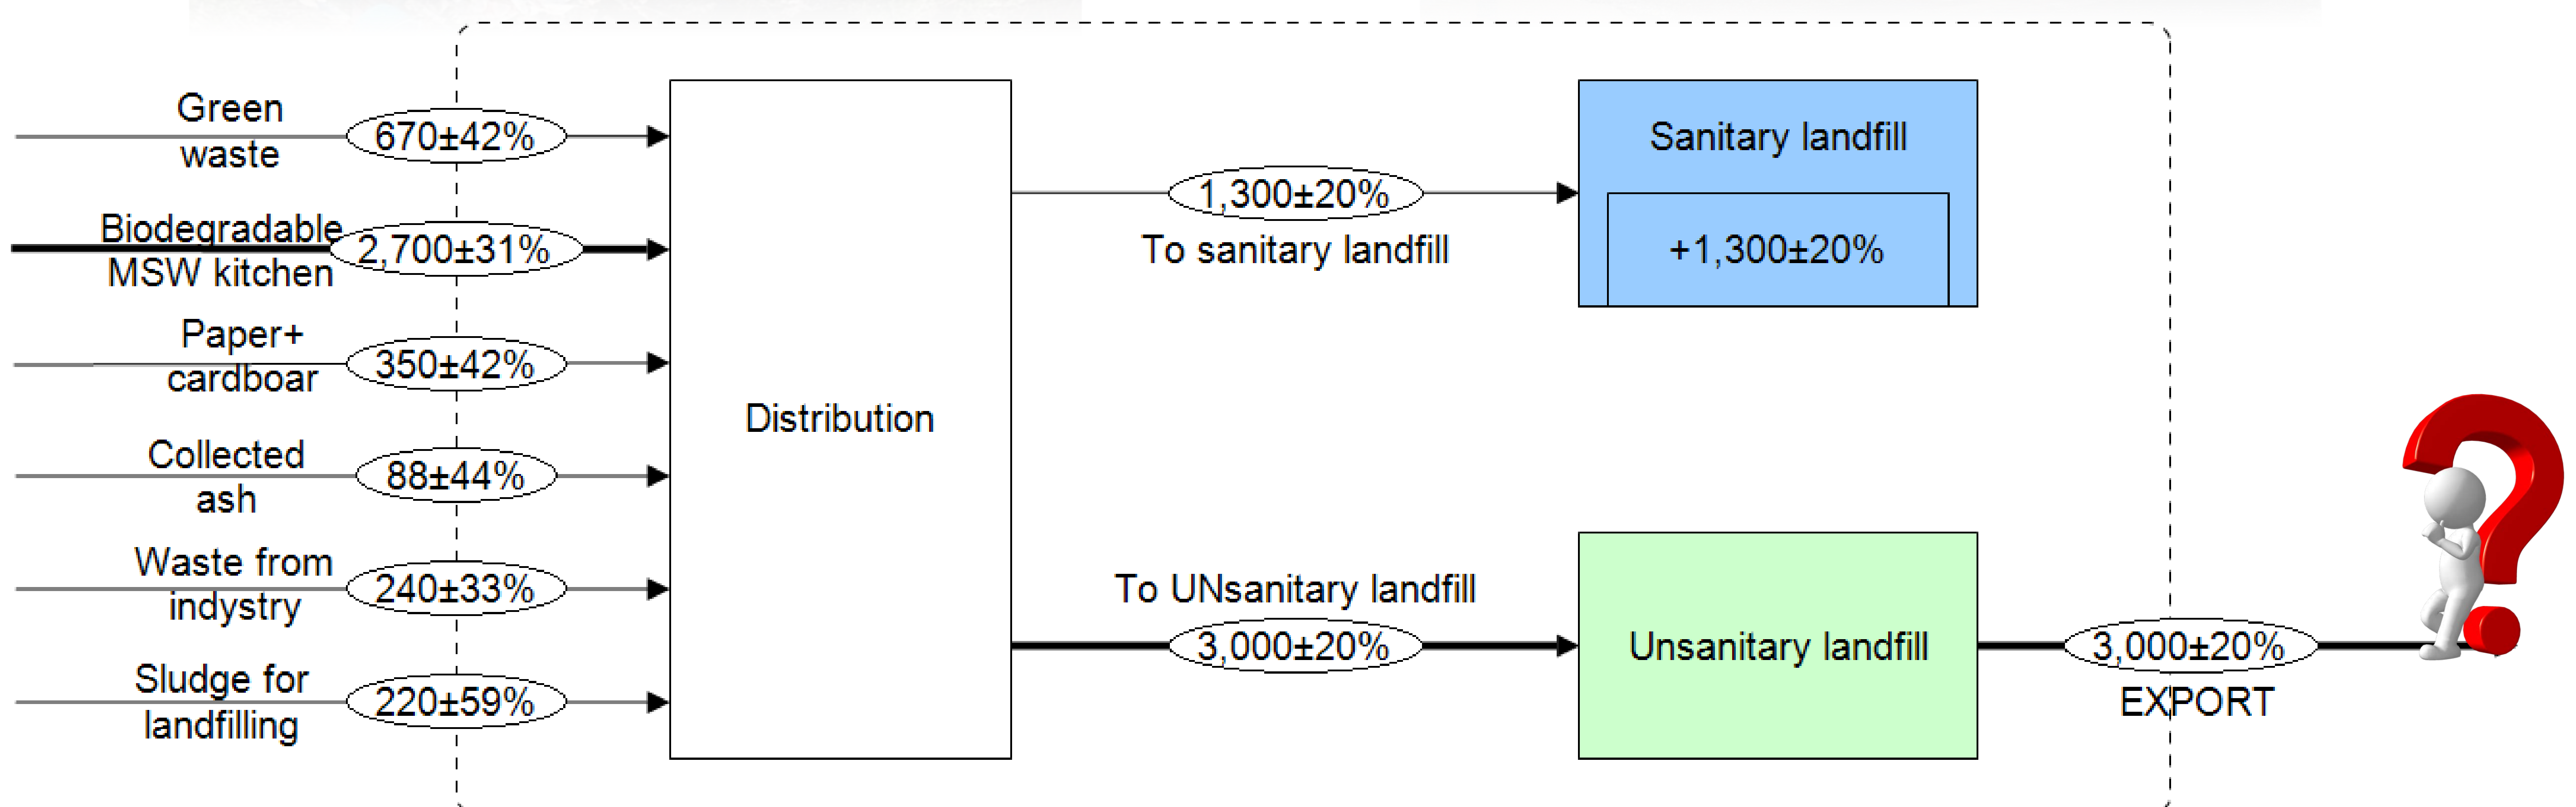 Green
waste
670±42%
Biodegradable
MSW kitchen
2,700±31%
Paper+
cardboar
350±42%
Collected
ash
88±44%
Waste from
indystry
240±33%
Sludge for
landfilling
220±59%
Distribution
1,300±20%
To sanitary landfill
Sanitary landfill
+1,300±20%
To UNsanitary landfill
3,000±20%
Unsanitary landfill
3,000±20%
EXPORT